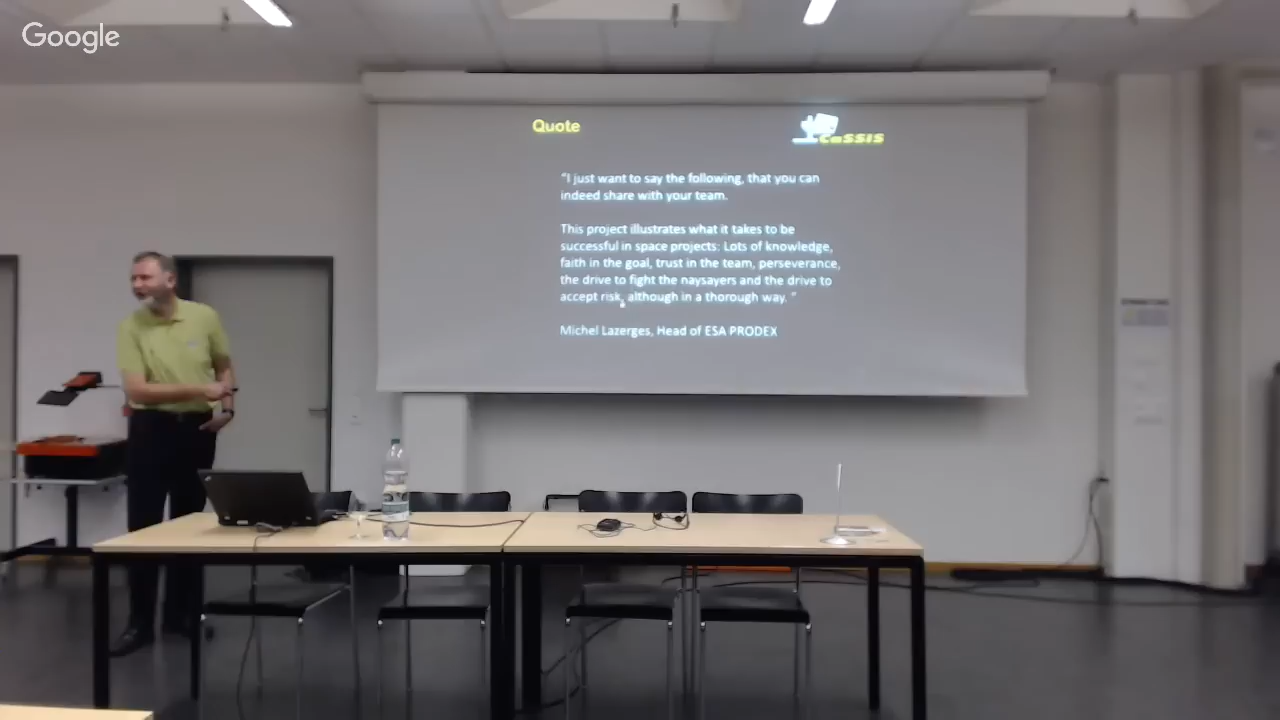 Google
Quote
CaSSIS
"I just want to say the following, that you can
indeed share with your team.
This project illustrates what it takes to be
successful in space projects: Lots of knowledge,
faith in the goal, trust in the team, perseverance,
the drive to fight the naysayers and the drive to
accept risk, although in a thorough way. "
Michel Lazerges, Head of ESA PRODEX